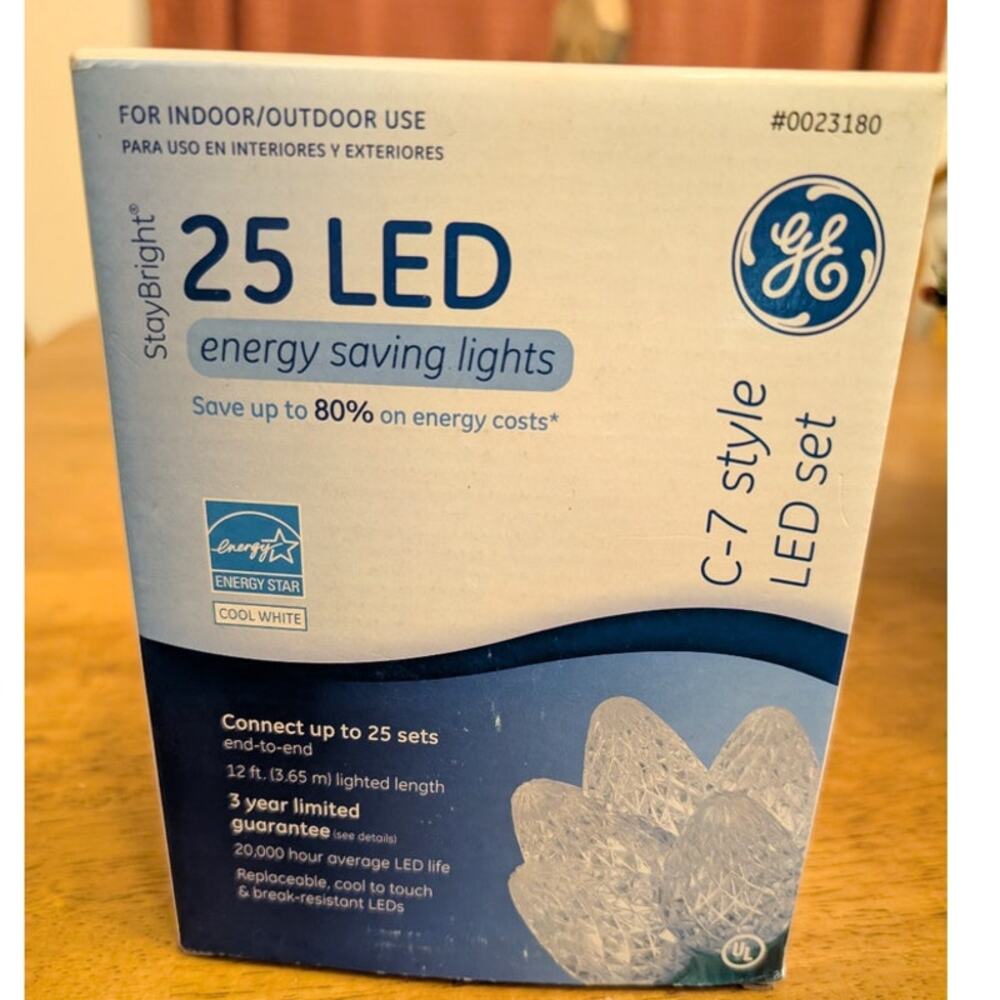 FOR INDOOR/OUTDOOR USE
PARA USO EN INTERIORES Y EXTERIORES
#0023180
StayBright®
25 LED
energy saving lights
Save up to 80% on energy costs*
GE
C-7 style
LED set
energy
ENERGY STAR
COOL WHITE
Connect up to 25 sets
end-to-end
12 ft. (3.65 m) lighted length
3 year limited
guarantee (see details)
20,000 hour average LED life
Replaceable, cool to touch
& break-resistant LEDs
UL